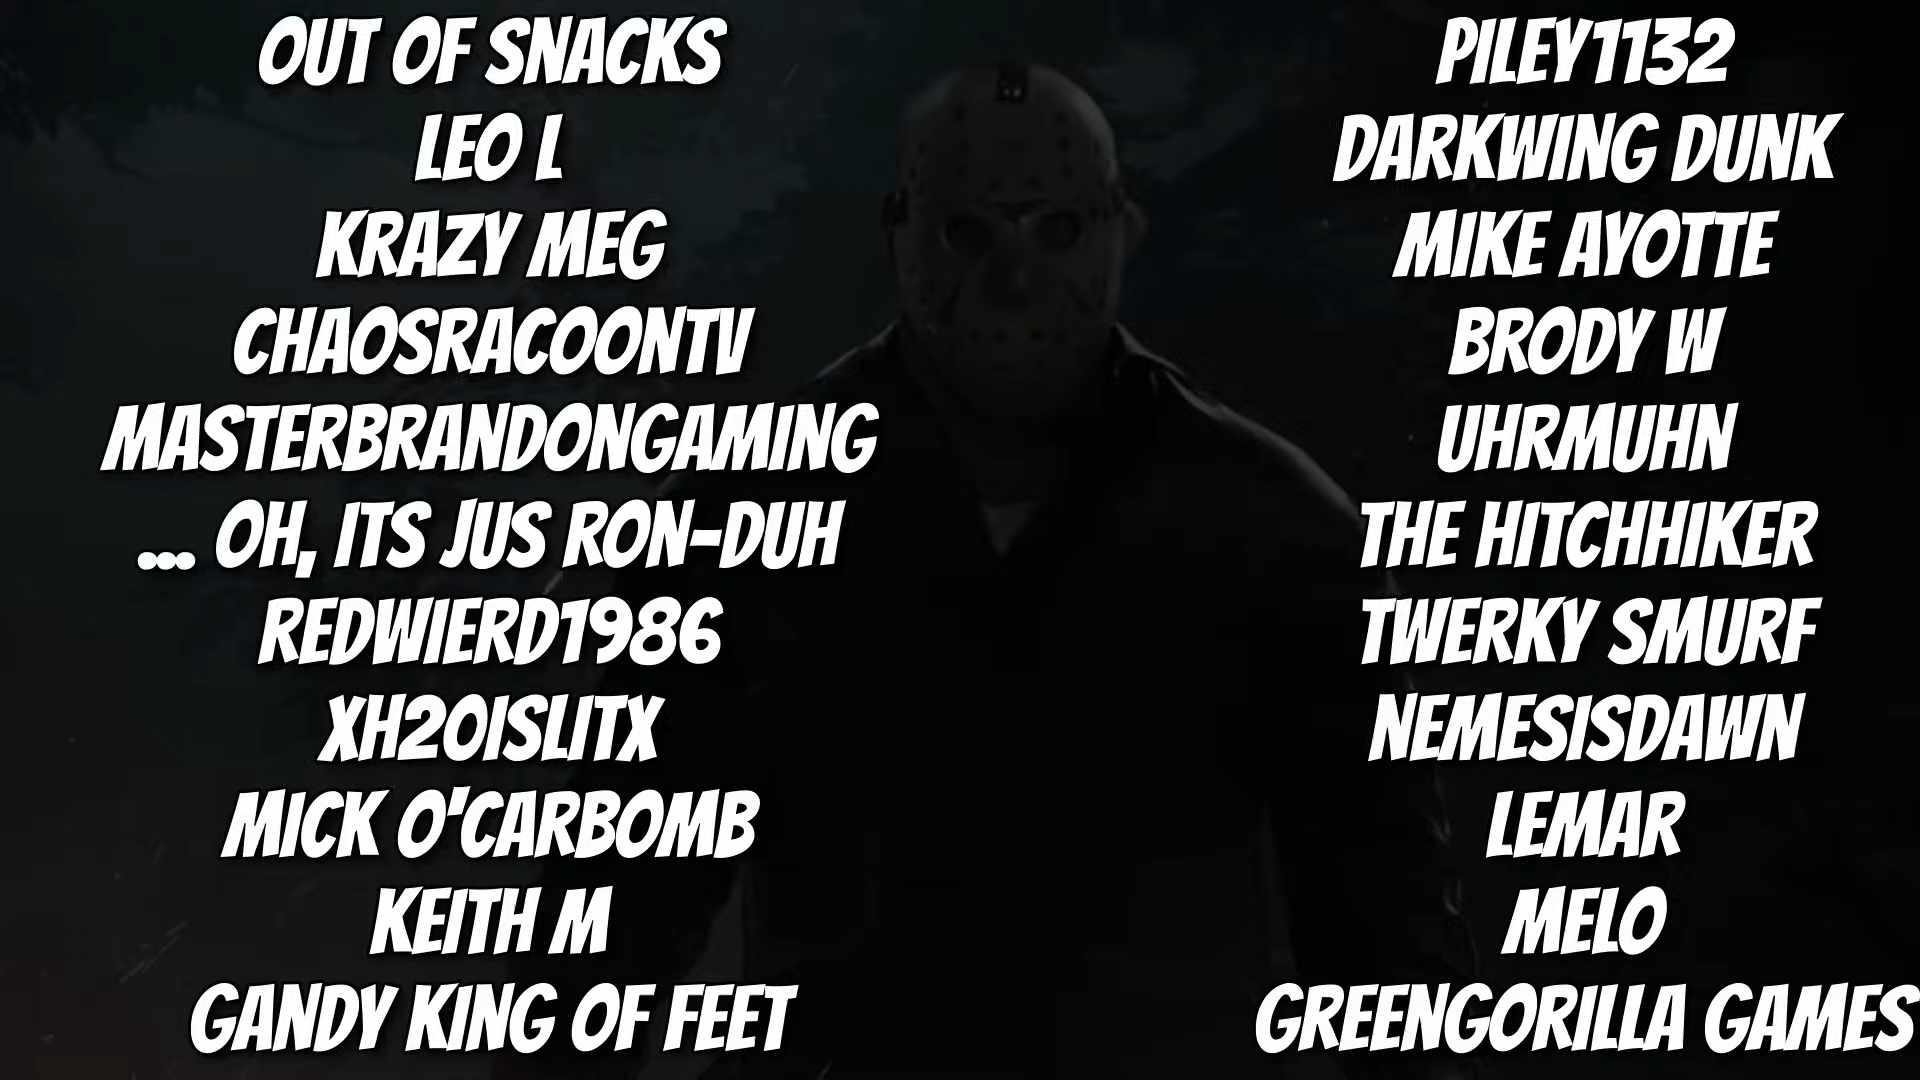 OUT OF SNACKS
LEO L
KRAZY MEG
CHAOSRACOONTV
MASTERBRANDONGAMING
... OH, ITS JUS RON-DUH
REDWIERD1986
XH20ISLITX
MICK O'CARBOMB
KEITH M
GANDY KING OF FEET
PILEY1132
DARKWING DUNK
MIKE AYOTTE
BRODY W
UHRMUHN
THE HITCHHIKER
TWERKY SMURF
NEMESISDAWN
LEMAR
MELO
GREENGORILLA GAMES